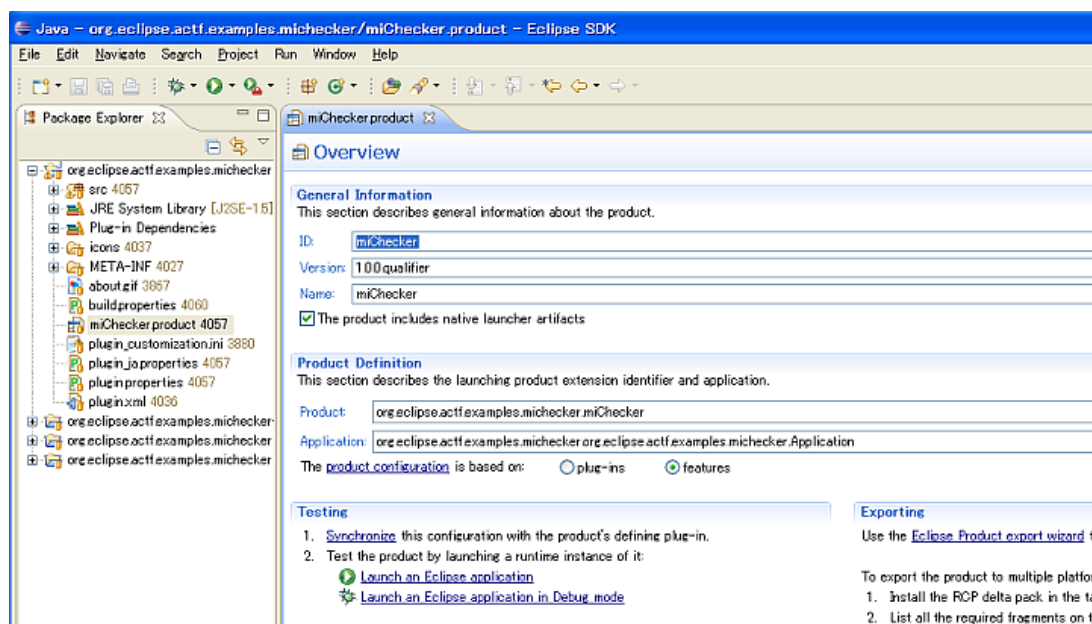 Java - org.eclipse.actf.examples.michecker/miChecker.product - Eclipse SDK
File Edit Navigate Search Project Run Window Help
Package Explorer
miChecker.product
Overview
org.eclipse.actf.examples.michecker
src 4057
JRE System Library [J2SE-1.5]
Plug-in Dependencies
icons 4037
META-INF 4027
about.gif 3857
build.properties 4060
miChecker.product 4057
plugin_customization.ini 3880
plugin_ja.properties 4057
plugin.properties 4057
plugin.xml 4036
org.eclipse.actf.examples.michecker-
org.eclipse.actf.examples.michecker
org.eclipse.actf.examples.michecker
General Information
This section describes general information about the product.
ID: miChecker
Version: 1.0.0.qualifier
Name: miChecker
The product includes native launcher artifacts
Product Definition
This section describes the launching product extension identifier and application.
Product: org.eclipse.actf.examples.michecker.miChecker
Application: org.eclipse.actf.examples.michecker.org.eclipse.actf.examples.michecker.Application
The product configuration is based on: plug-ins features
Testing
1. Synchronize this configuration with the product's defining plug-in.
2. Test the product by launching a runtime instance of it:
Launch an Eclipse application
Launch an Eclipse application in Debug mode
Exporting
Use the Eclipse Product export wizard
To export the product to multiple platfo
1. Install the RCP delta pack in the ta
2. List all the required fragments on